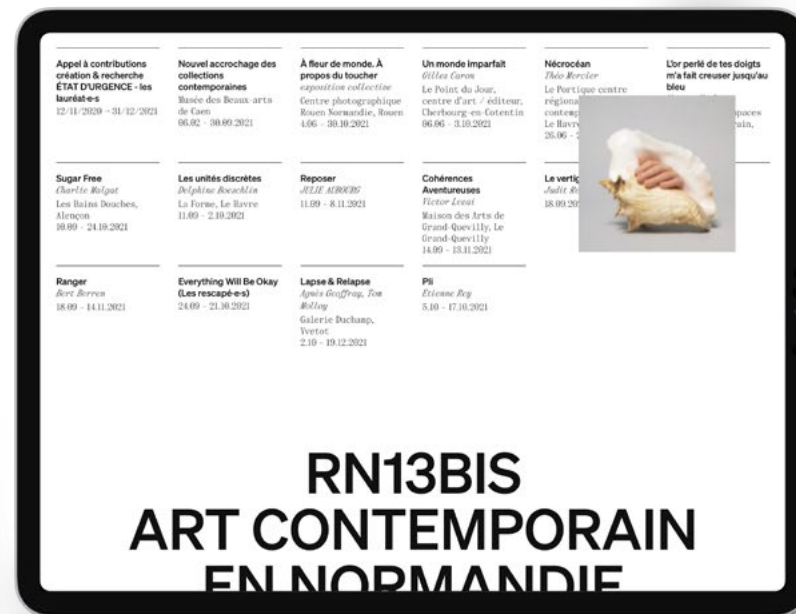 Appel à contributions
création & recherche
ÉTAT D'URGENCE - les
lauréat·e·s
12/11/2020 → 31/12/2021
Nouvel accrochage des
collections
contemporaines
Musée des Beaux-arts
de Caen
06.02 - 30.09.2021
À fleur de monde. À
propos du toucher
exposition collective
Centre photographique
Rouen Normandie, Rouen
4.06 - 30.10.2021
Un monde imparfait
Gilles Caron
Le Point du Jour,
centre d'art / éditeur,
Cherbourg-en-Cotentin
06.06 - 3.10.2021
Nécrocéan
Théo Mercier
Le Portique centre
régiona
contemp
Le Havre
26.06 -
L'or perlé de tes doigts
m'a fait creuser jusqu'au
bleu
paces
rain,
Sugar Free
Charlie Malgat
Les Bains Douches,
Alençon
10.09 - 24.10.2021
Les unités discrètes
Delphine Boeschlin
La Forme, Le Havre
11.09 - 2.10.2021
Reposer
JULIE AUBOURG
11.09 - 8.11.2021
Cohérences
Aventureuses
Victor Levai
Maison des Arts de
Grand-Quevilly, Le
Grand-Quevilly
14.09 - 13.11.2021
Le vertig
Judit
18.09.20
Ranger
Bert Berren
18.09 - 14.11.2021
Everything Will Be Okay
(Les rescapé·e·s)
24.09 - 21.10.2021
Lapse & Relapse
Agnès Geoffray, Tom
Molloy
Galerie Duchamp,
Yvetot
2.10 - 19.12.2021
Pli
Etienne Rey
5.10 - 17.10.2021
RN13BIS
ART CONTEMPORAIN
EN NORMANDIE